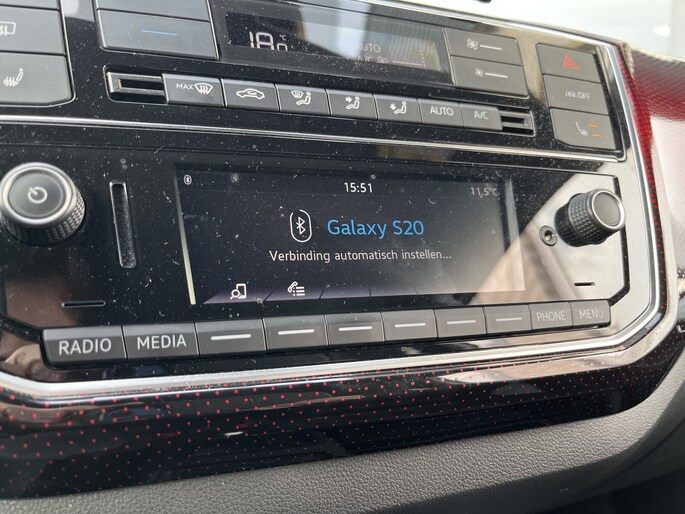 18.0°C
AUTO
MAX
AUTO
A/C
15:51
11,5°C
Galaxy S20
Verbinding automatisch instellen...
RADIO
MEDIA
PHONE
MENU